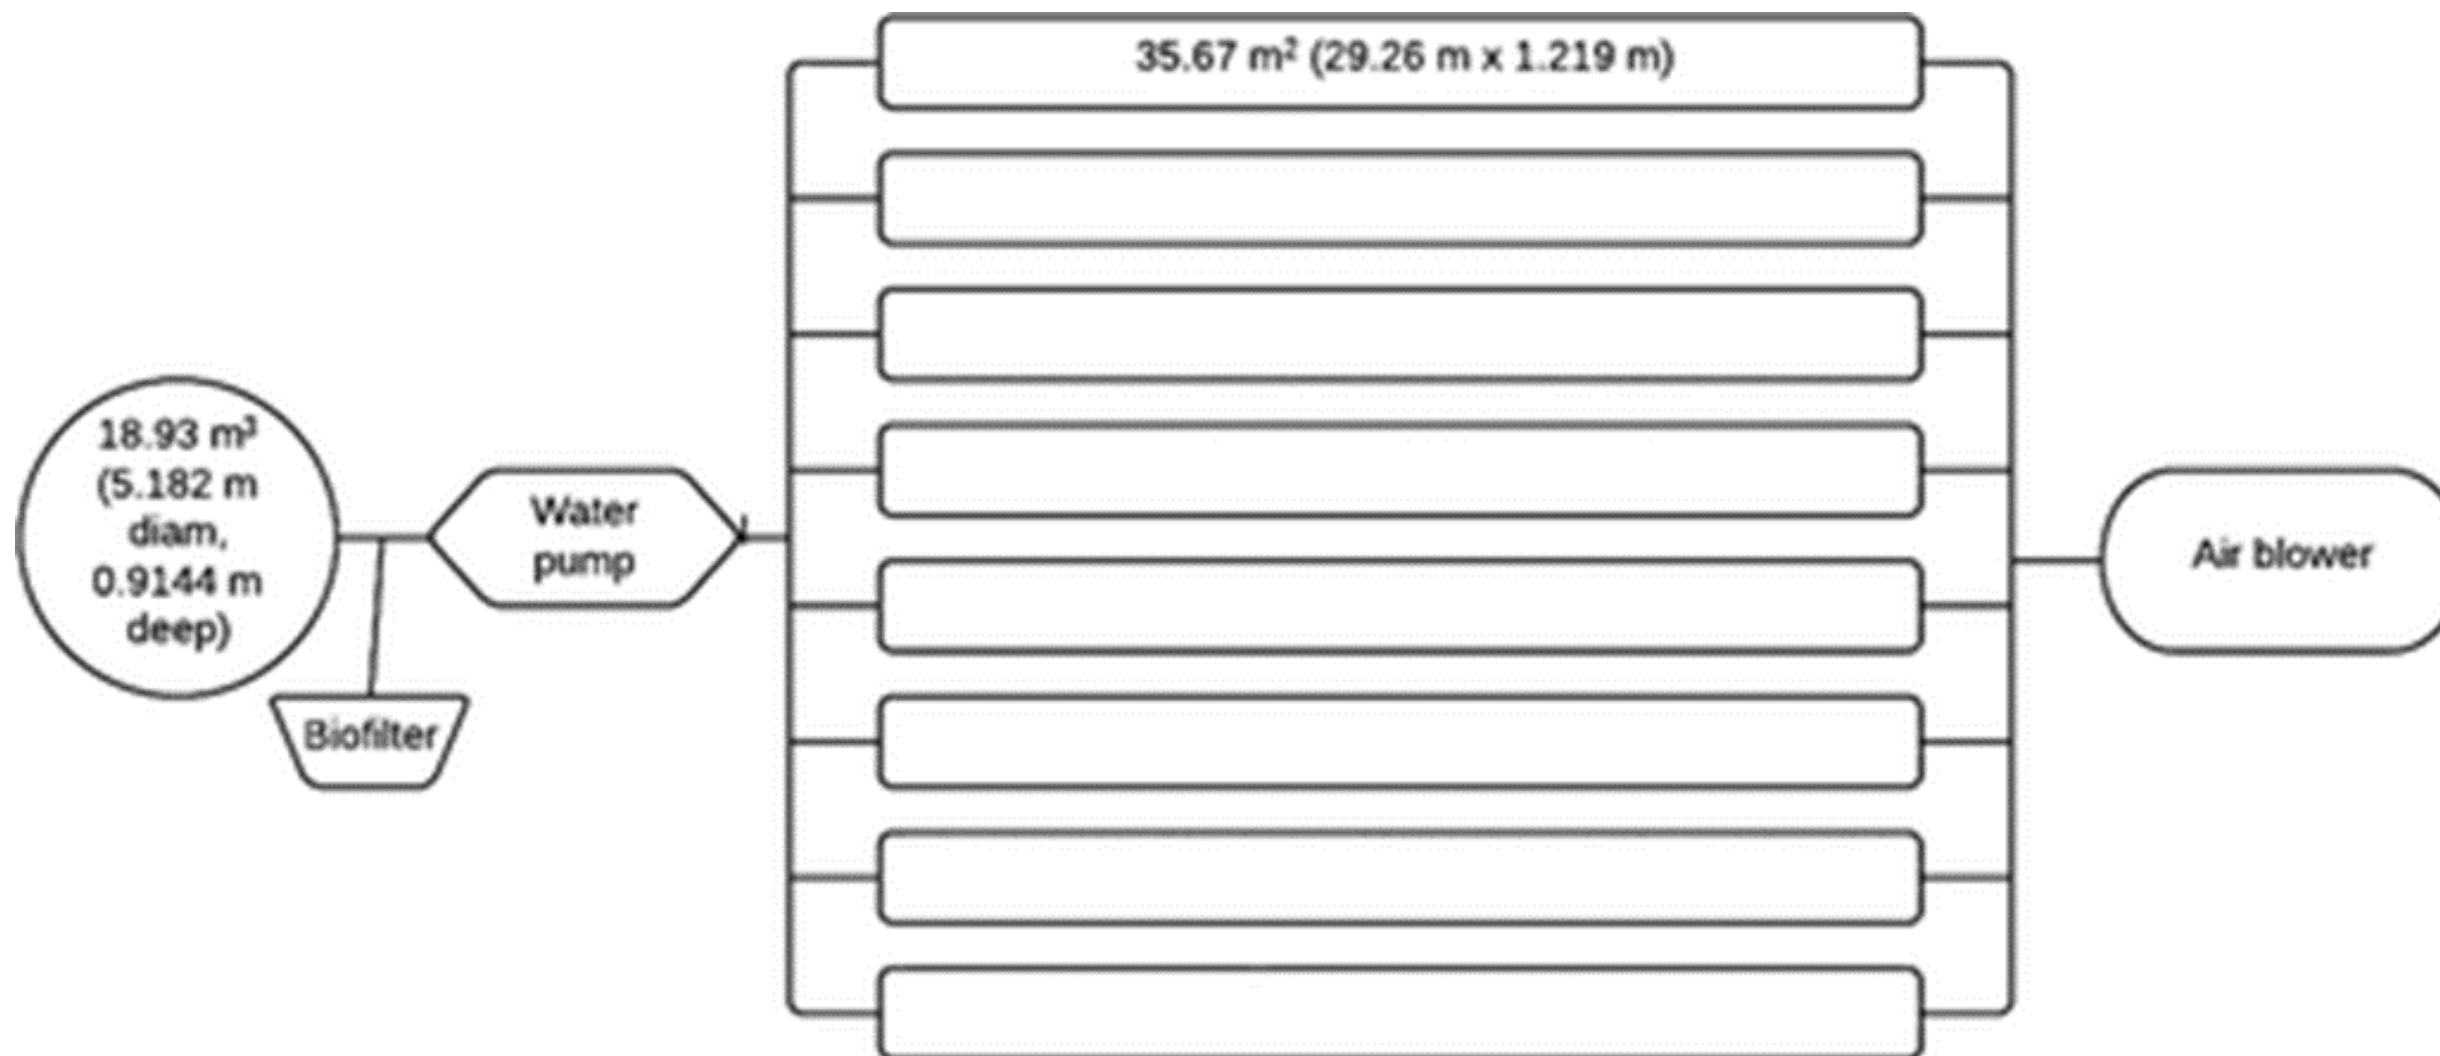 35.67 m² (29.26 m x 1.219 m)
18.93 m³
(5.182 m
diam,
0.9144 m
deep)
Water
pump
Biofilter
Air blower